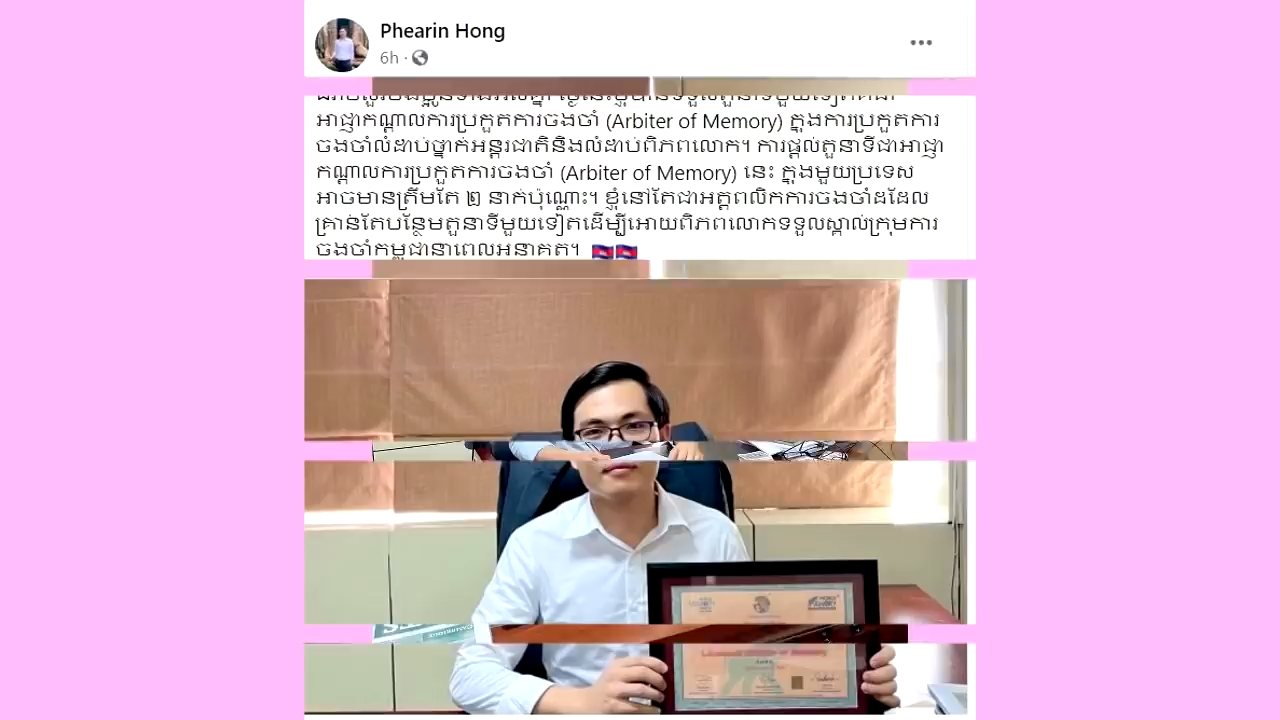 Phearin Hong
6h ·
អាជ្ញាកណ្តាលការប្រកួតការចងចាំ (Arbiter of Memory) ក្នុងការប្រកួតការ
ចងចាំលំដាប់ថ្នាក់អន្តរជាតិនិងលំដាប់ពិភពលោក។ ការផ្តល់តួនាទីជាអាជ្ញា
កណ្តាលការប្រកួតការចងចាំ (Arbiter of Memory) នេះ ក្នុងមួយប្រទេស
អាចមានត្រឹមតែ ២ នាក់ប៉ុណ្ណោះ។ ខ្ញុំនៅតែជាអត្តពលិកការចងចាំដដែល
គ្រាន់តែបន្ថែមតួនាទីមួយទៀតដើម្បីអោយពិភពលោកទទួលស្គាល់ក្រុមការ
ចងចាំកម្ពុជានាពេលអនាគត។ 🇰🇭🇰🇭